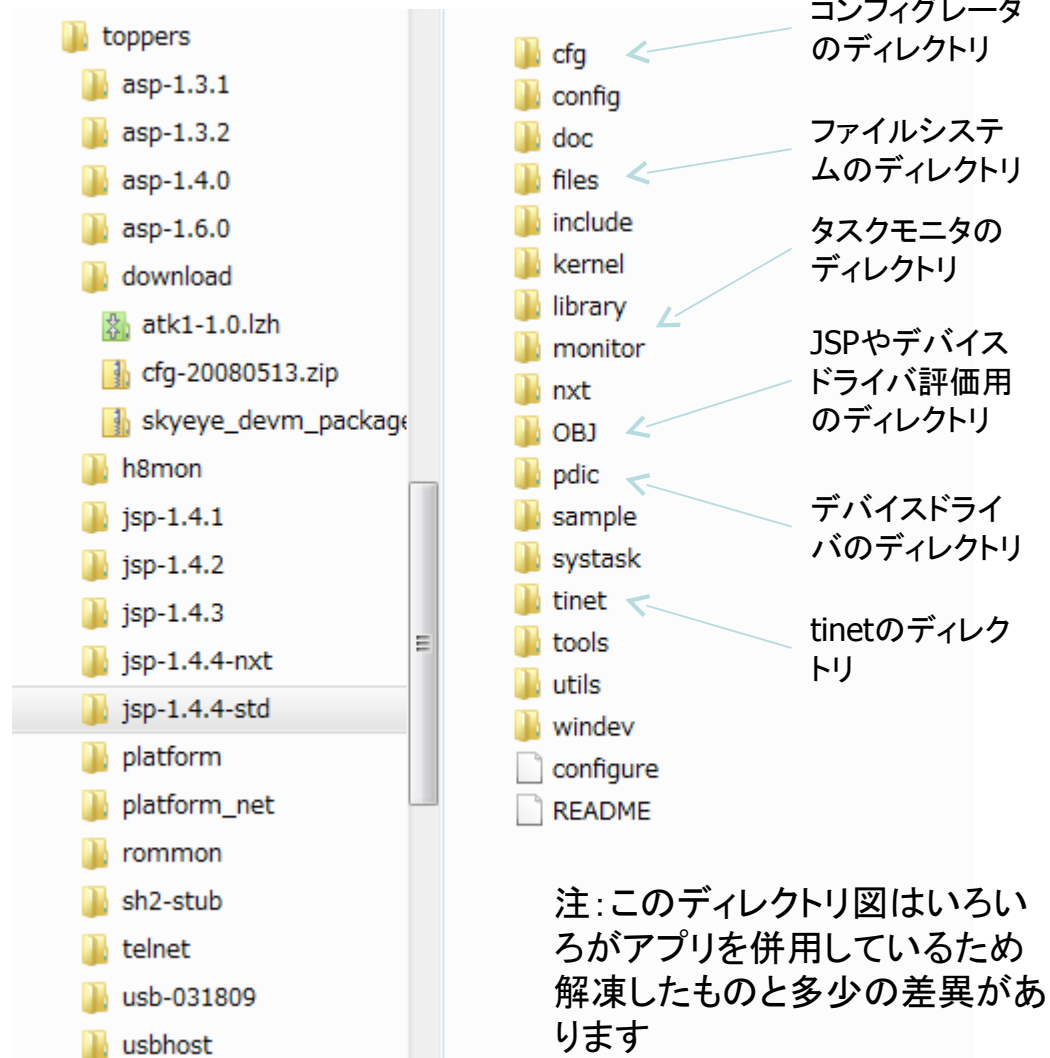 toppers
asp-1.3.1
asp-1.3.2
asp-1.4.0
asp-1.6.0
download
atk1-1.0.lzh
cfg-20080513.zip
skyeye_devm_package
h8mon
jsp-1.4.1
jsp-1.4.2
jsp-1.4.3
jsp-1.4.4-nxt
jsp-1.4.4-std
platform
platform_net
rommon
sh2-stub
telnet
usb-031809
usbhost
cfg
config
doc
files
include
kernel
library
monitor
nxt
OBJ
pdic
sample
systask
tinet
tools
utils
windev
configure
README
コンフィグレータ
のディレクトリ
ファイルシステ
ムのディレクトリ
タスクモニタの
ディレクトリ
JSPやデバイス
ドライバ評価用
のディレクトリ
デバイスドライ
バのディレクトリ
tinetのディレク
トリ
注：このディレクトリ図はいろい
ろがアプリを併用しているため
解凍したものと多少の差異があ
ります